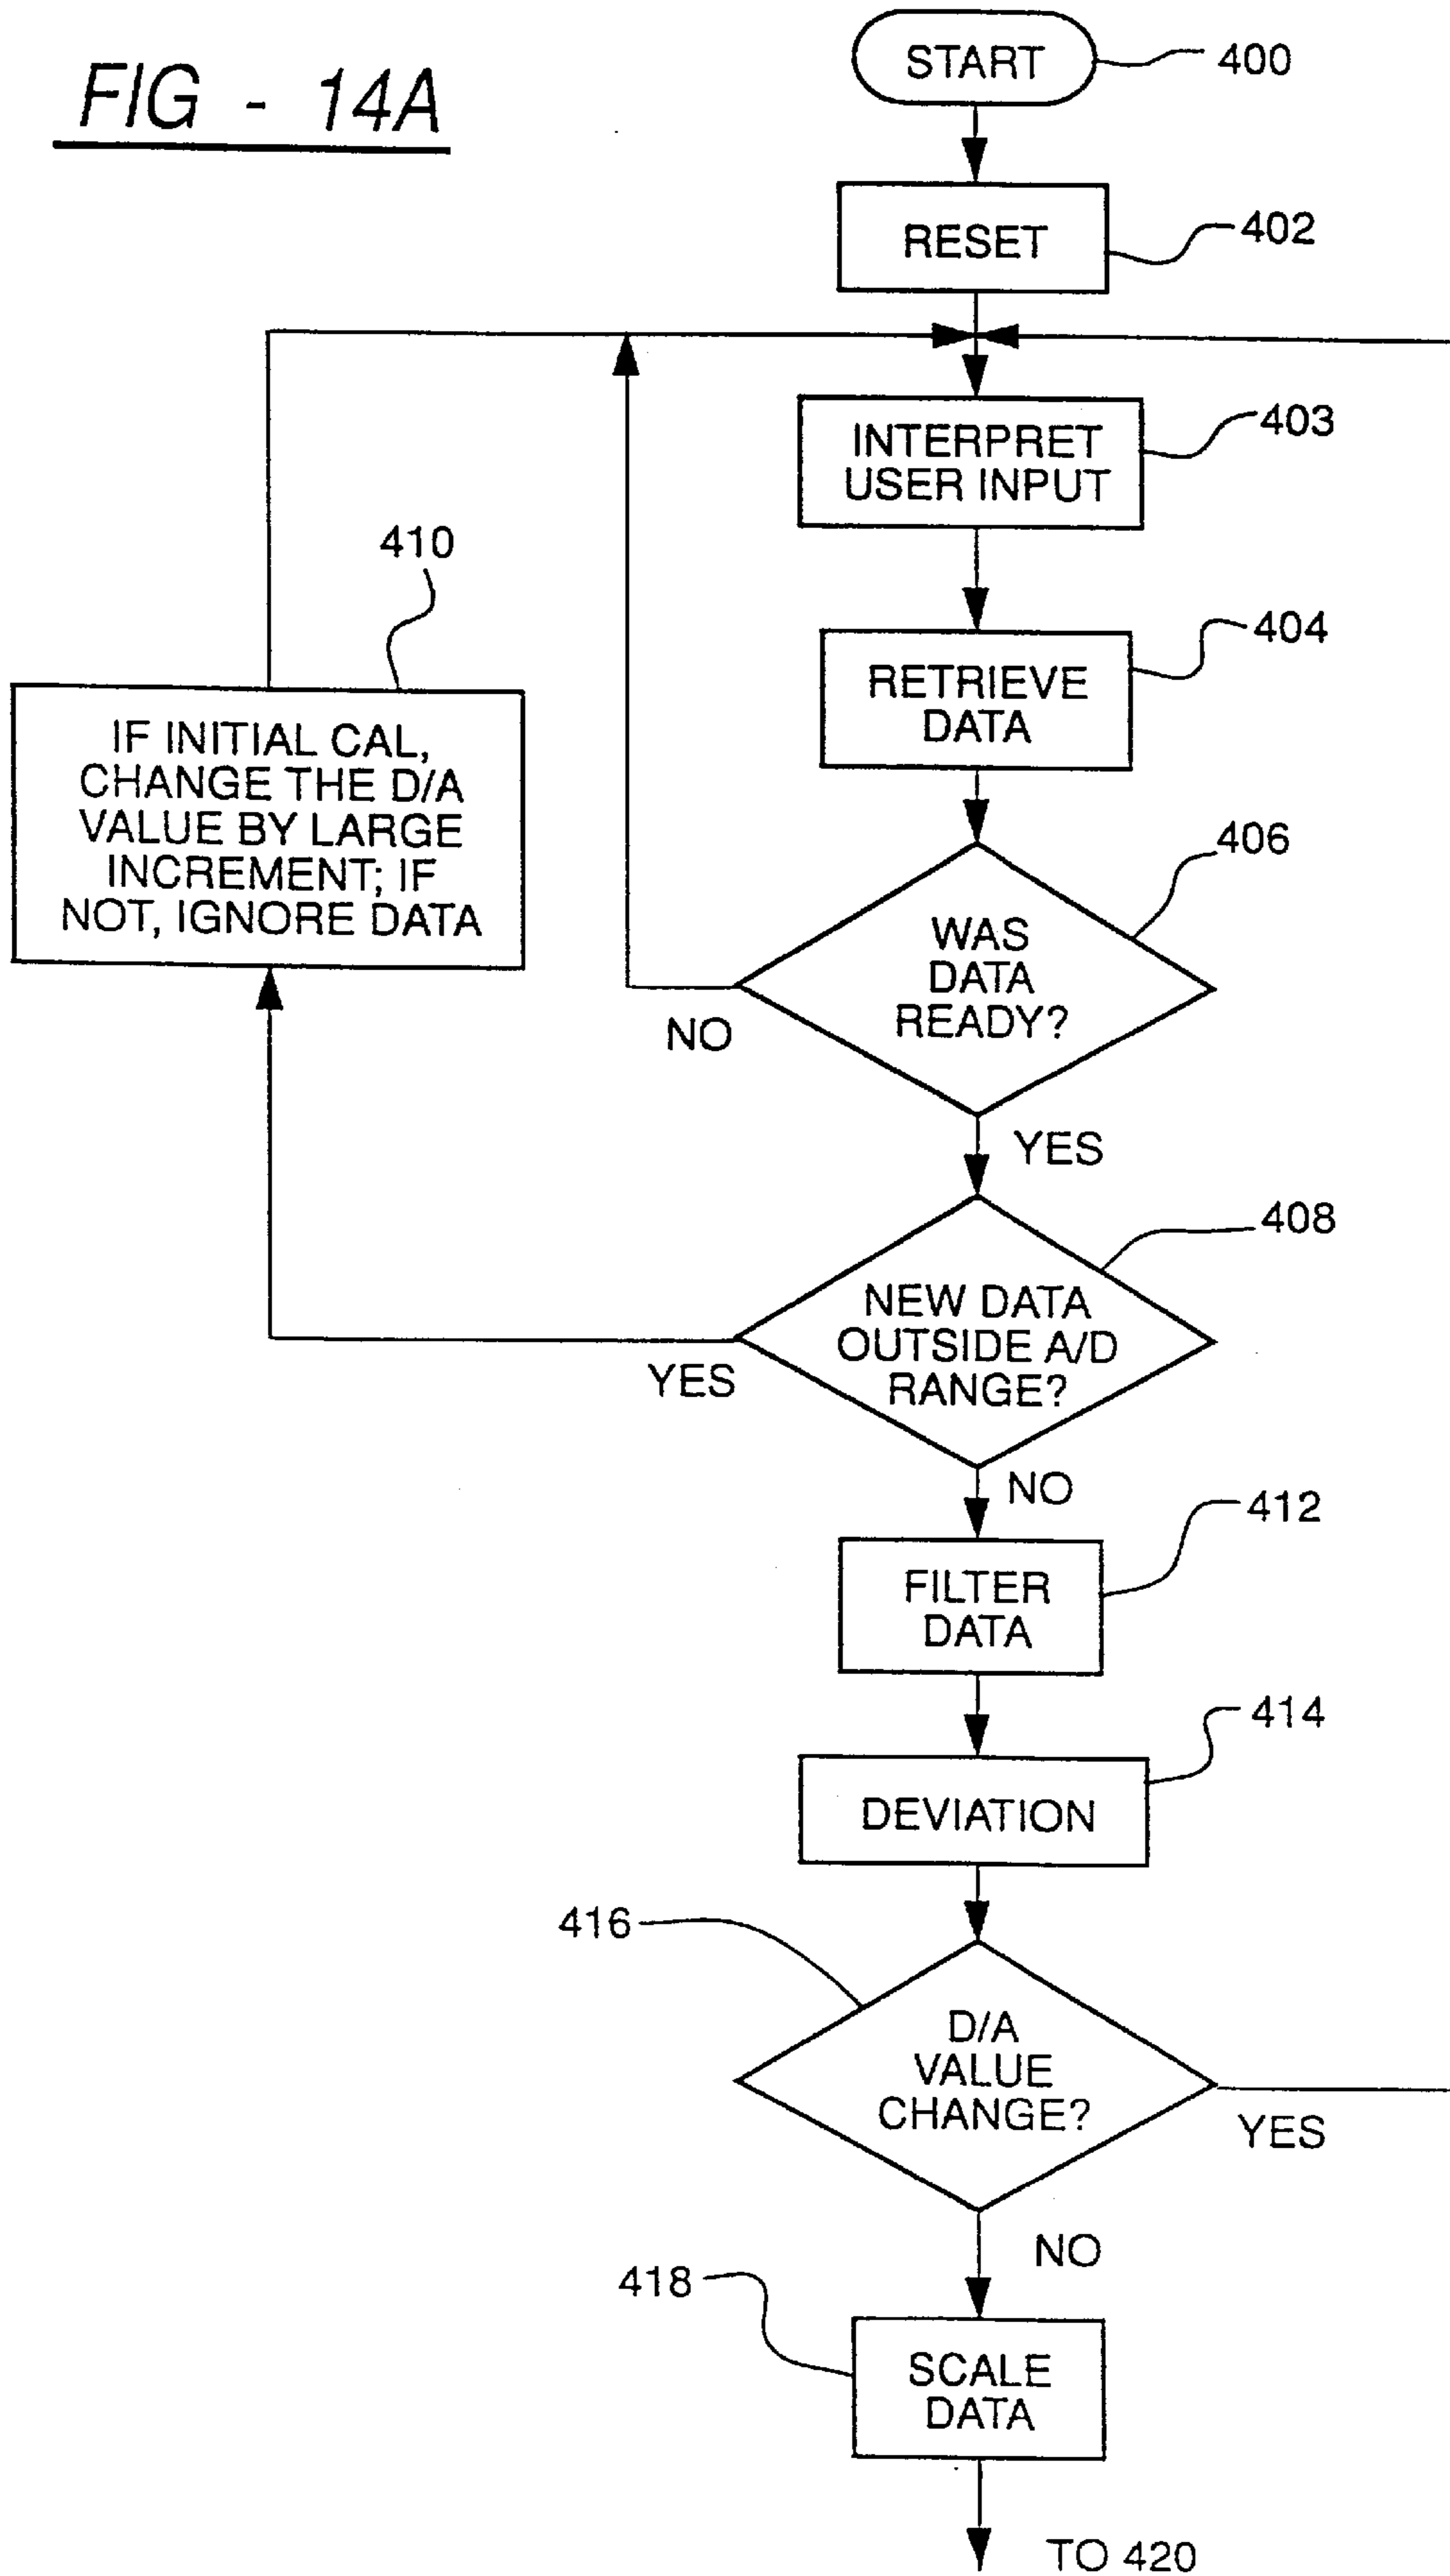 FIG - 14A
START
400
RESET
402
INTERPRET
USER INPUT
403
410
RETRIEVE
DATA
404
IF INITIAL CAL,
CHANGE THE D/A
VALUE BY LARGE
INCREMENT; IF
NOT, IGNORE DATA
406
WAS
DATA
READY?
NO
YES
408
NEW DATA
OUTSIDE A/D
RANGE?
YES
NO
412
FILTER
DATA
414
DEVIATION
416
D/A
VALUE
CHANGE?
YES
NO
418
SCALE
DATA
TO 420